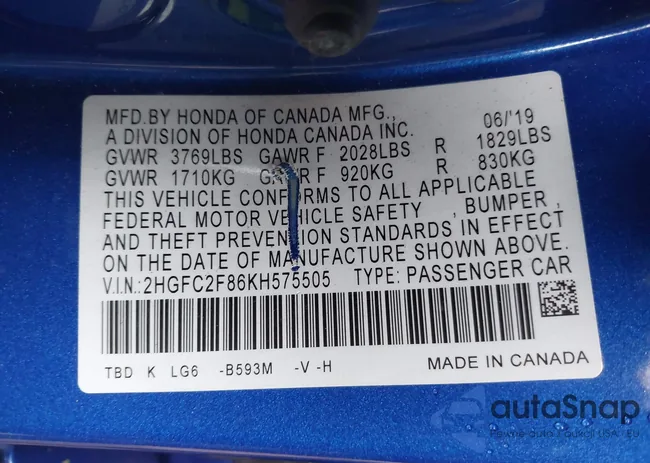 MFD.BY HONDA OF CANADA MFG., 06/'19
A DIVISION OF HONDA CANADA INC.
GVWR 3769LBS GAWR F 2028LBS R 1829LBS
GVWR 1710KG GAWR F 920KG R 830KG
THIS VEHICLE CONFORMS TO ALL APPLICABLE
FEDERAL MOTOR VEHICLE SAFETY , BUMPER ,
AND THEFT PREVENTION STANDARDS IN EFFECT
ON THE DATE OF MANUFACTURE SHOWN ABOVE.
V.I.N.:2HGFC2F86KH575505 TYPE: PASSENGER CAR
TBD K LG6 -B593M -V -H MADE IN CANADA
autaSnap